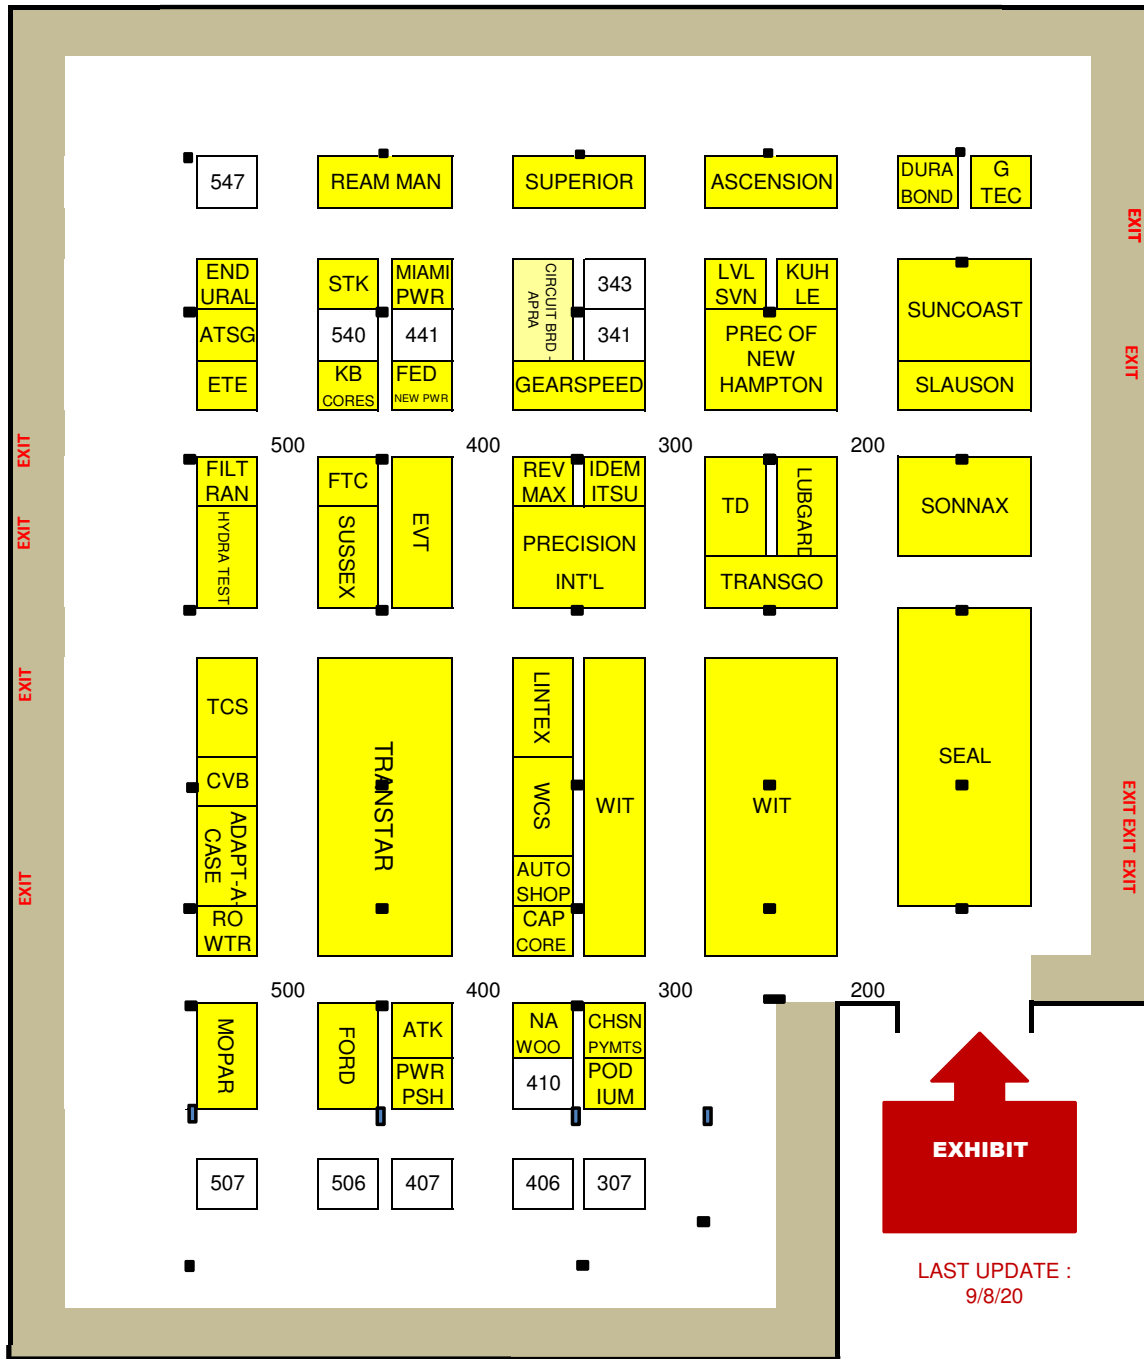 547
REAM MAN
SUPERIOR
ASCENSION
DURA
BOND
G
TEC
EXIT
END
URAL
STK
MIAMI
PWR
CIRCUIT BRD -
APRA
343
LVL
SVN
KUH
LE
SUNCOAST
ATSG
540
441
341
PREC OF
NEW
HAMPTON
EXIT
ETE
KB
CORES
FED
NEW PWR
GEARSPEED
SLAUSON
EXIT
500
400
300
200
FILT
RAN
FTC
EVT
REV
MAX
IDEM
ITSU
TD
LUBGARD
SONNAX
EXIT
HYDRA TEST
SUSSEX
PRECISION
INT'L
TRANSGO
EXIT
TCS
TRANSTAR
LINTEX
WIT
WIT
SEAL
CVB
WCS
EXIT EXIT EXIT
ADAPT-A-
CASE
AUTO
SHOP
EXIT
RO
WTR
CAP
CORE
500
400
300
200
MOPAR
FORD
ATK
NA
WOO
CHSN
PYMTS
PWR
PSH
410
POD
IUM
EXHIBIT
507
506
407
406
307
LAST UPDATE :
9/8/20